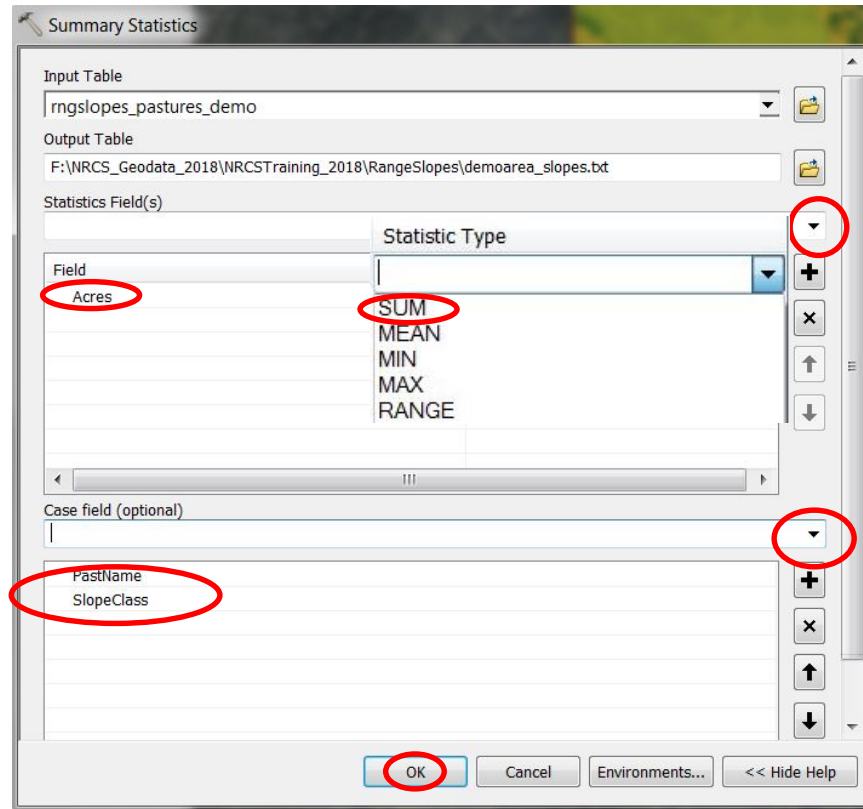 Summary Statistics
Input Table
rngslopes_pastures_demo
Output Table
F:\NRCS_Geodata_2018\NRCSTraining_2018\RangeSlopes\demoarea_slopes.txt
Statistics Field(s)
Statistic Type
Field
Acres
SUM
MEAN
MIN
MAX
RANGE
Case field (optional)
PastName
SlopeClass
OK Cancel Environments... << Hide Help